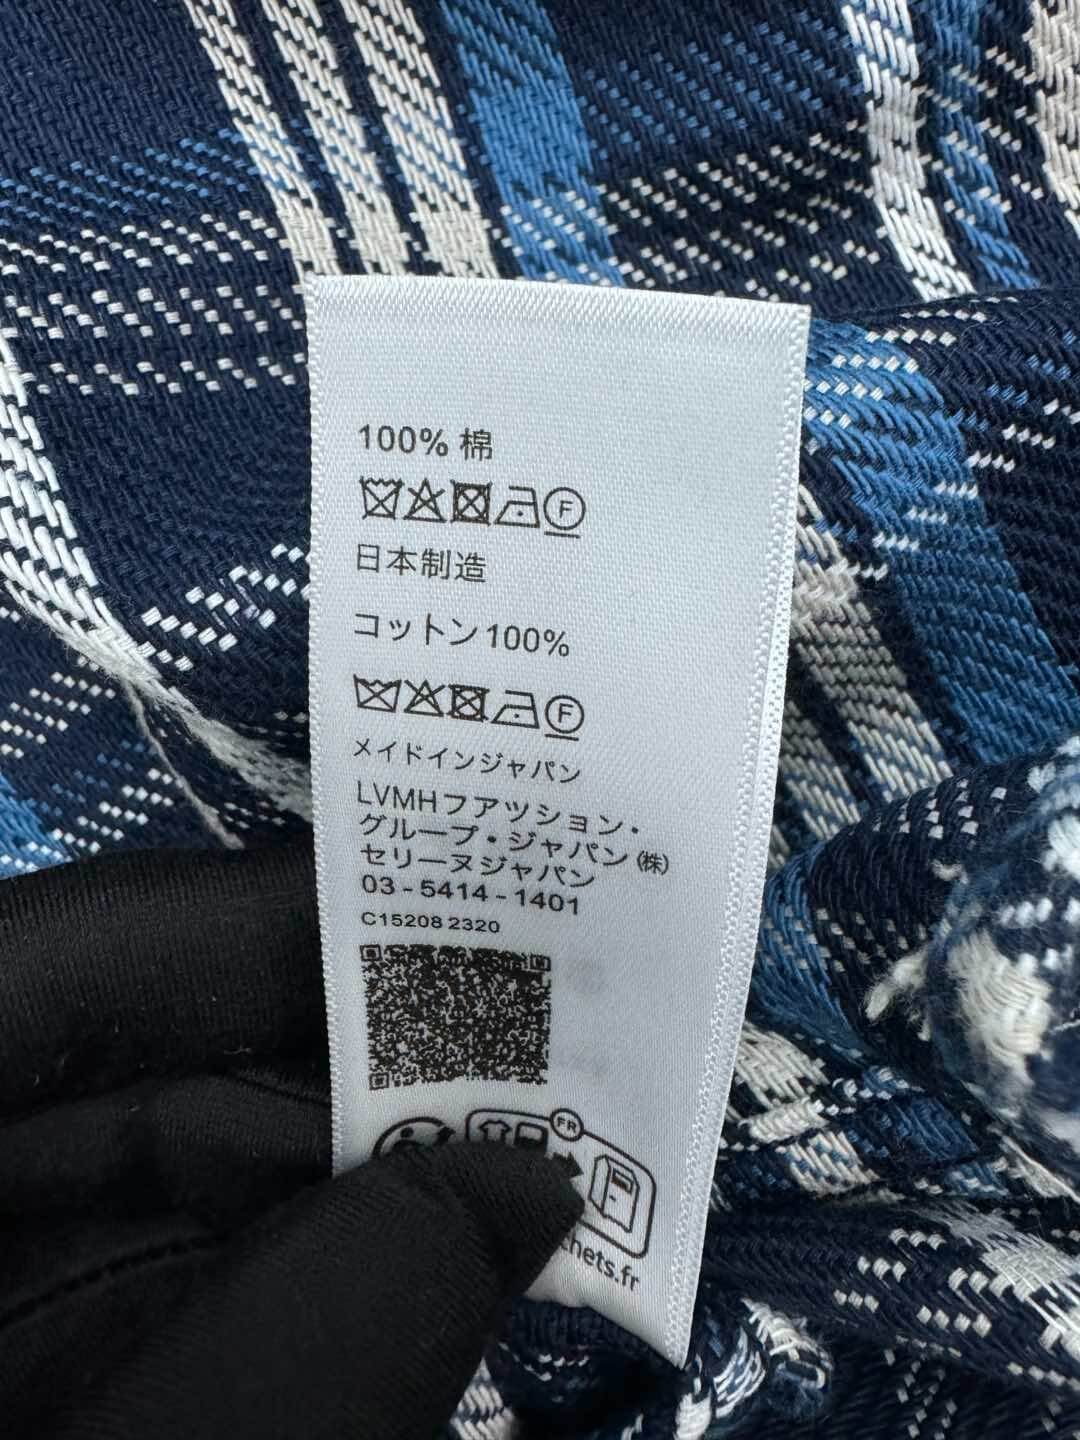 100% 棉
F
日本制造
コットン100%
F
メイドインジャパン
LVMHフアツション・
グループ・ジャパン(株)
セリーヌジャパン
03-5414-1401
C15208 2320
FR
chets.fr